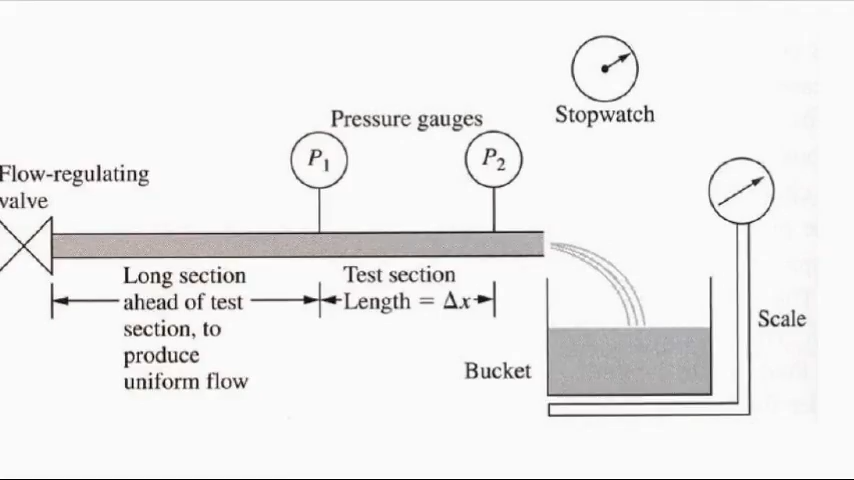 Stopwatch
Pressure gauges
P1
P2
Flow-regulating
valve
Long section
ahead of test
section, to
produce
uniform flow
Test section
Length = Δx
Bucket
Scale